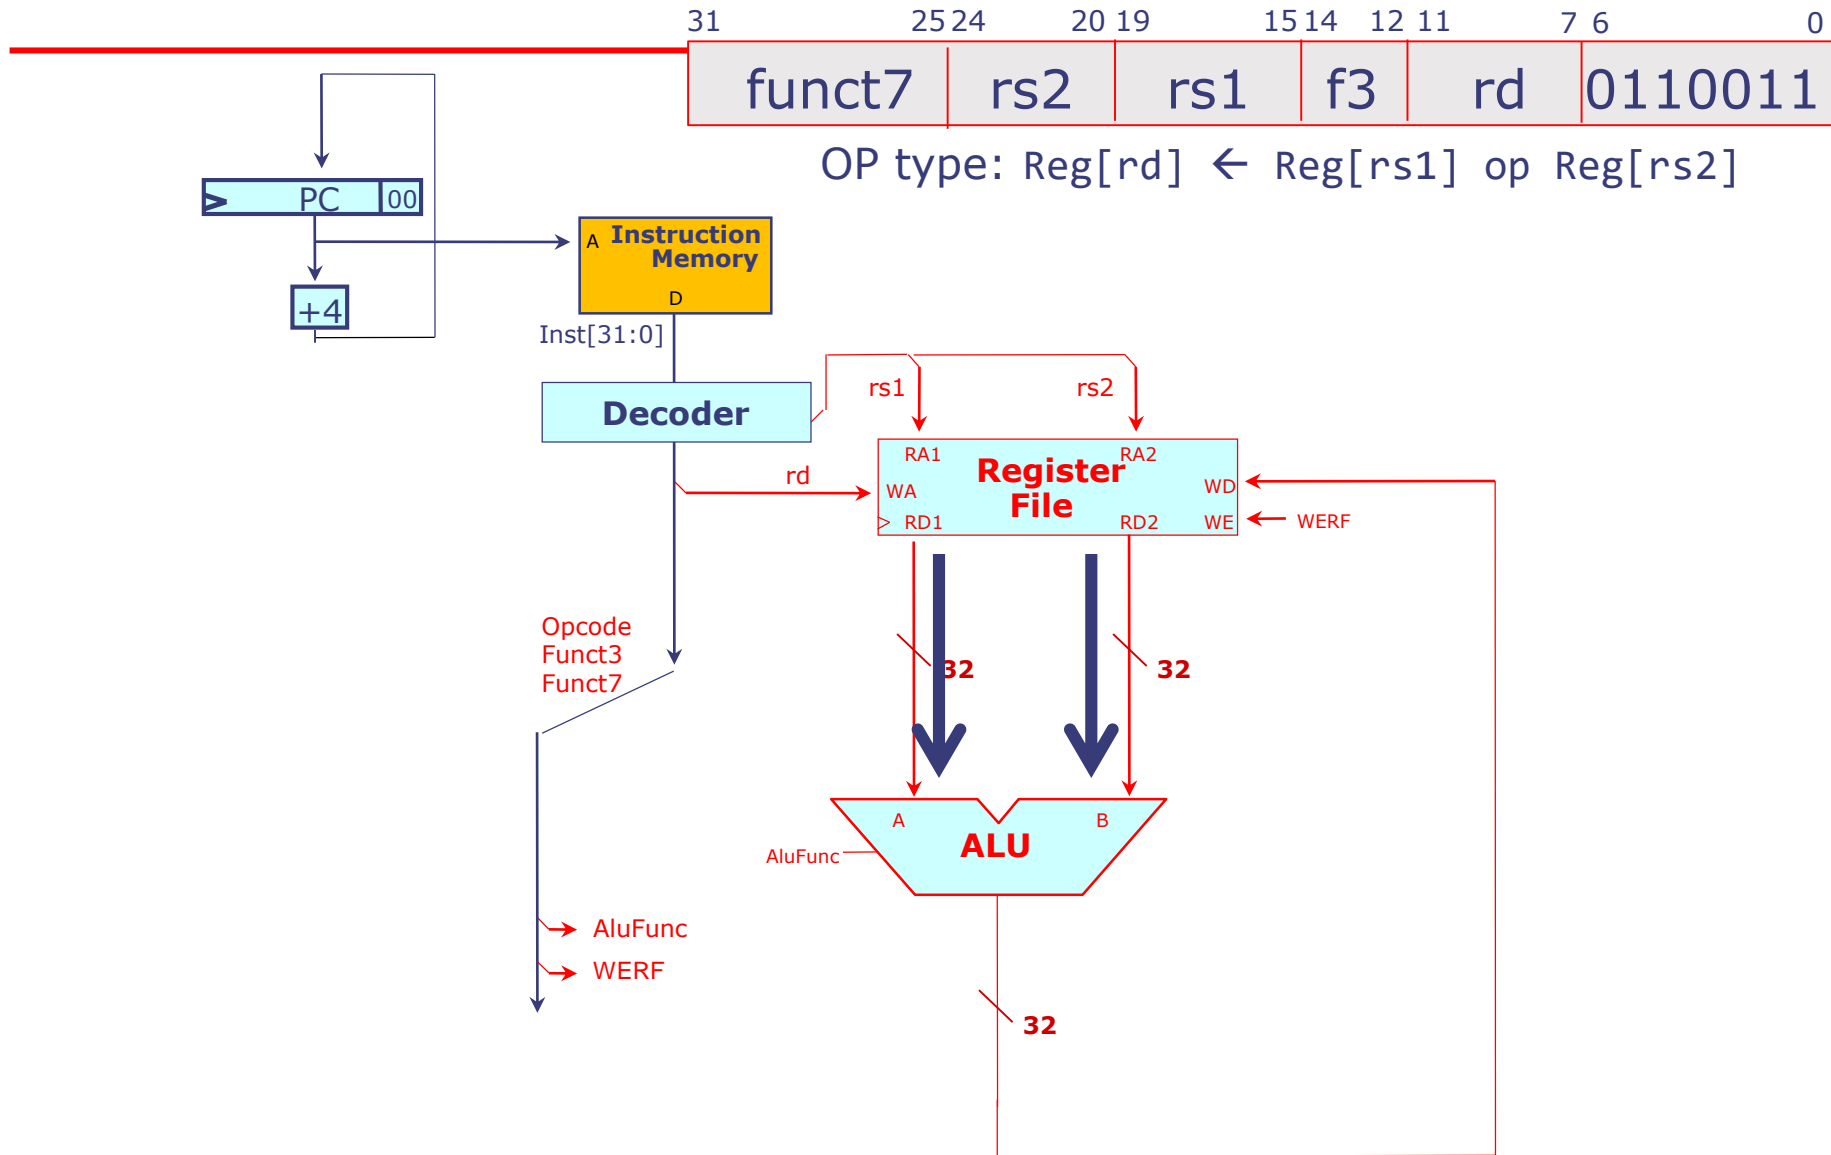 31 25 24 20 19 15 14 12 11 7 6 0
funct7 rs2 rs1 f3 rd 0110011
OP type: Reg[rd] ← Reg[rs1] op Reg[rs2]
PC 00
A Instruction
Memory
D
+4
Inst[31:0]
Decoder
rs1 rs2
RA1 RA2
Register
File
rd
WA WD
RD1 RD2 WE
WERF
Opcode
Funct3
Funct7
32 32
A B
ALU
AluFunc
AluFunc
WERF
32